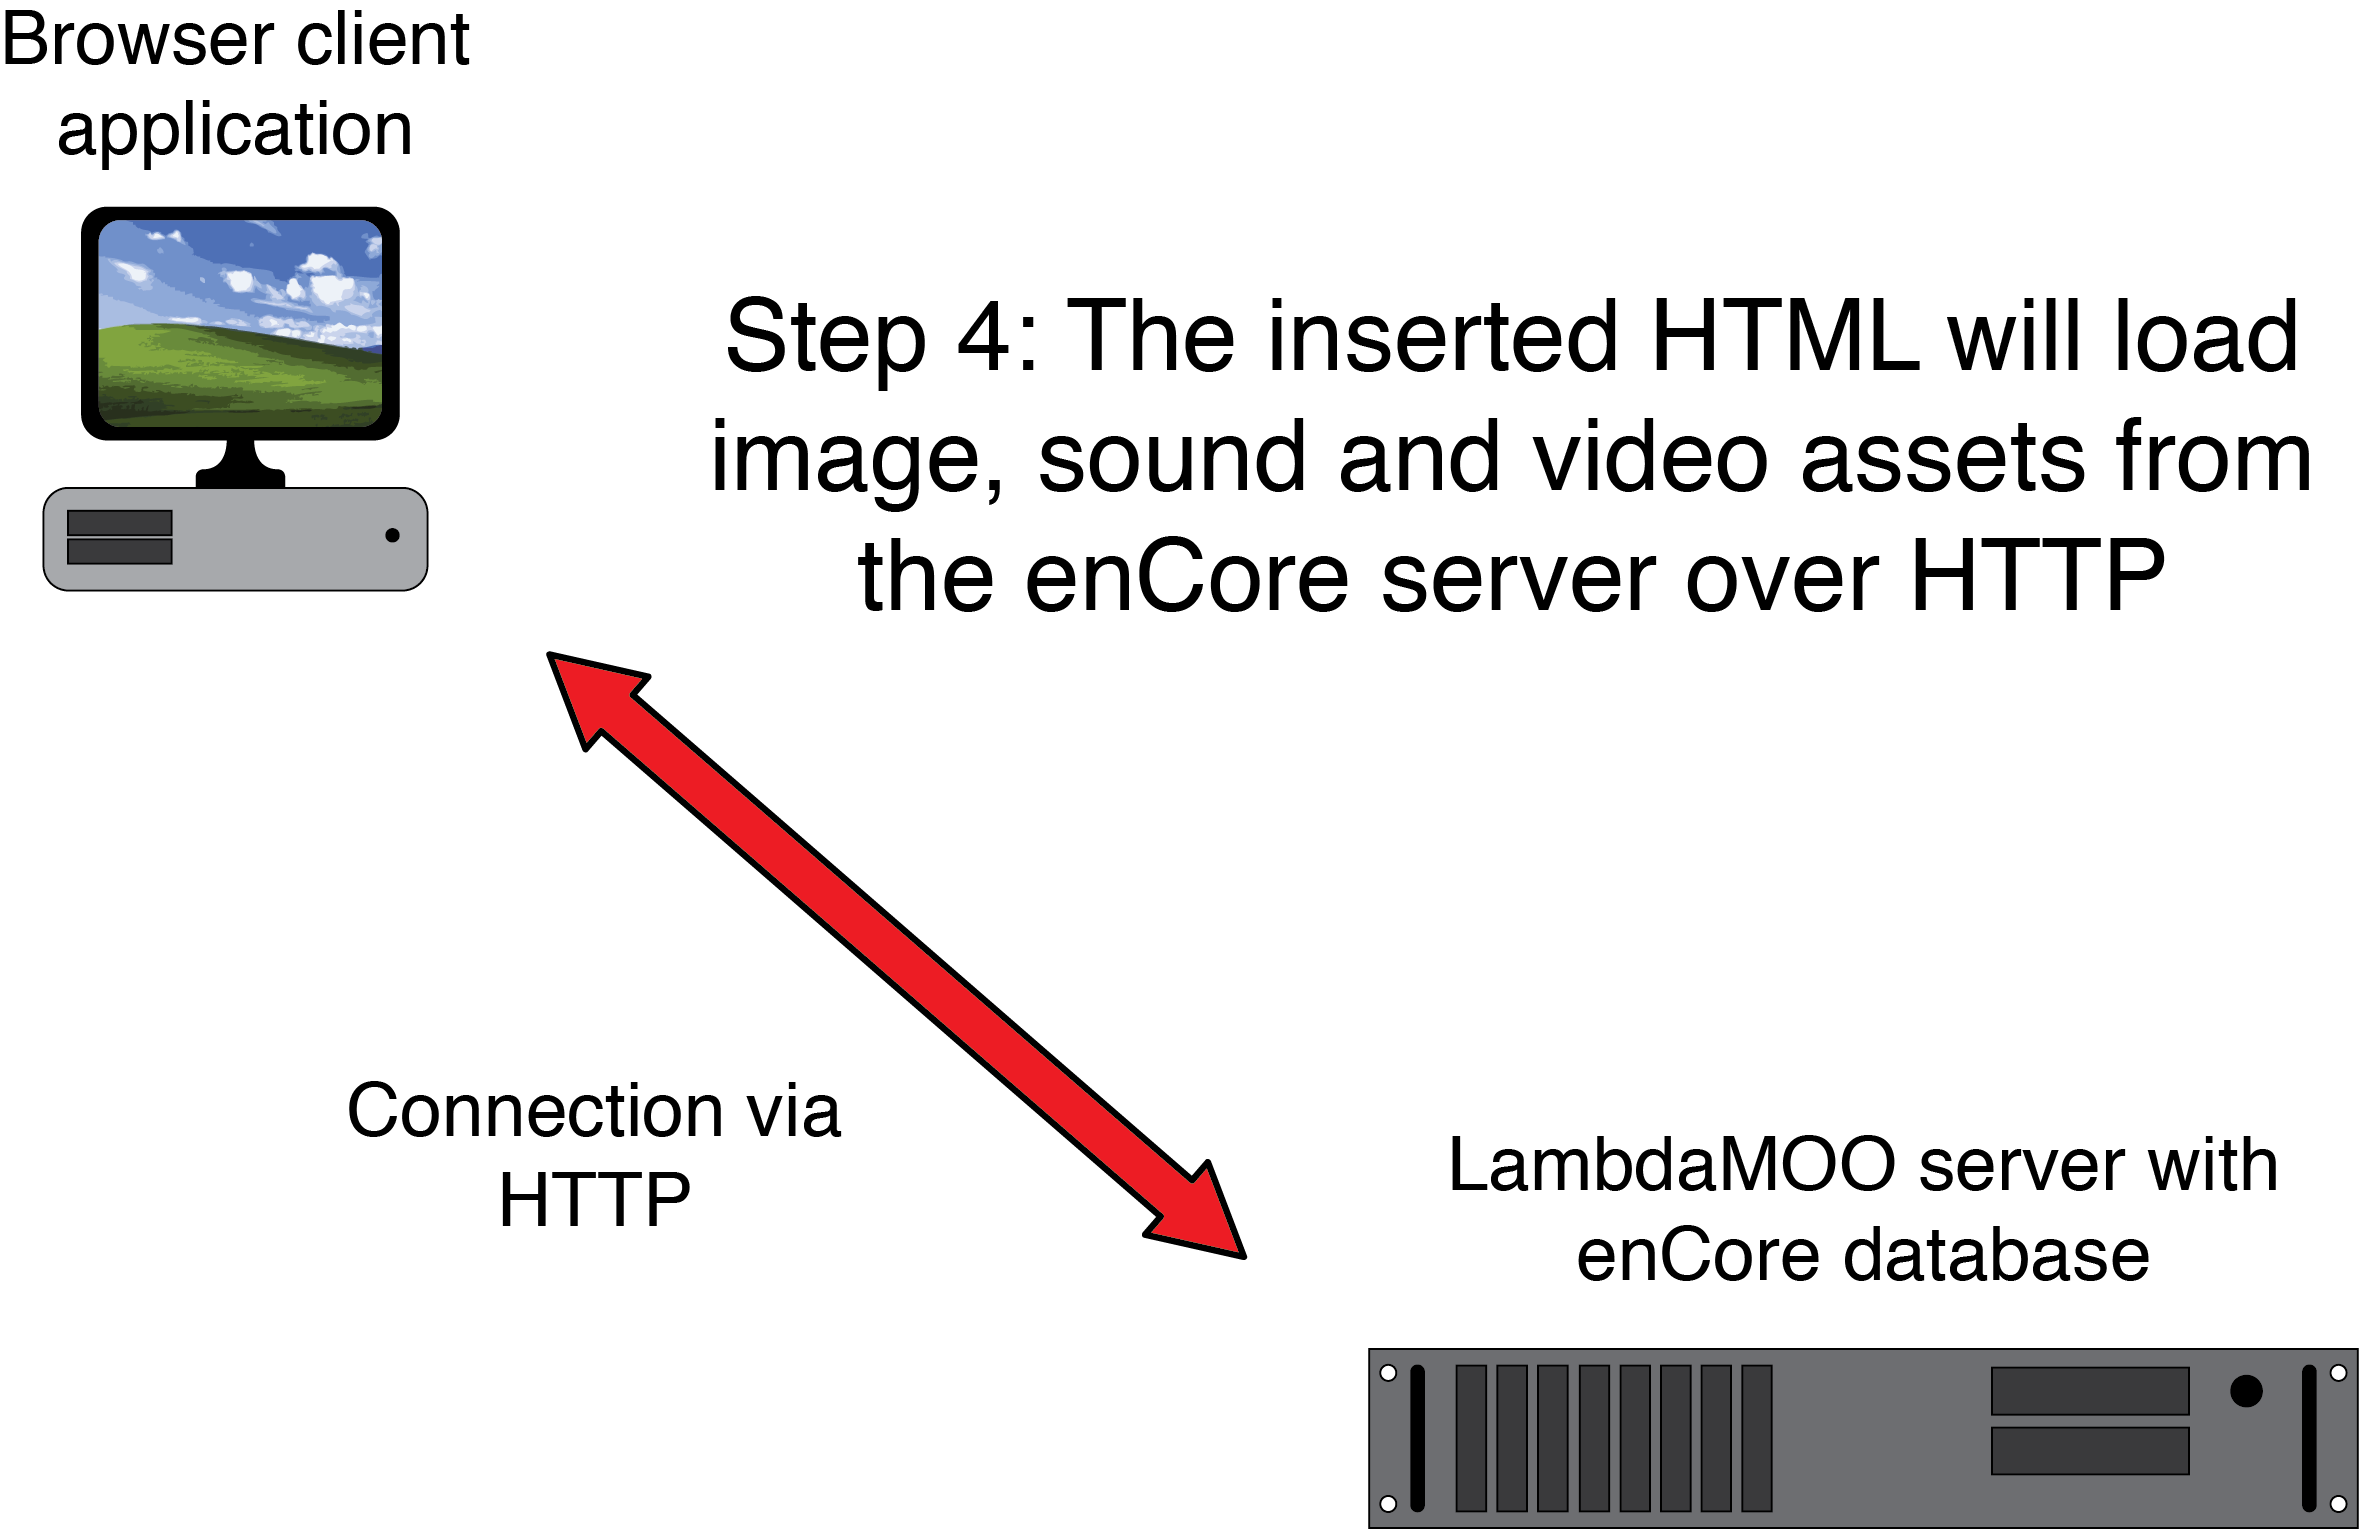 Browser client
application
Step 4: The inserted HTML will load
image, sound and video assets from
the enCore server over HTTP
Connection via
HTTP
LambdaMOO server with
enCore database